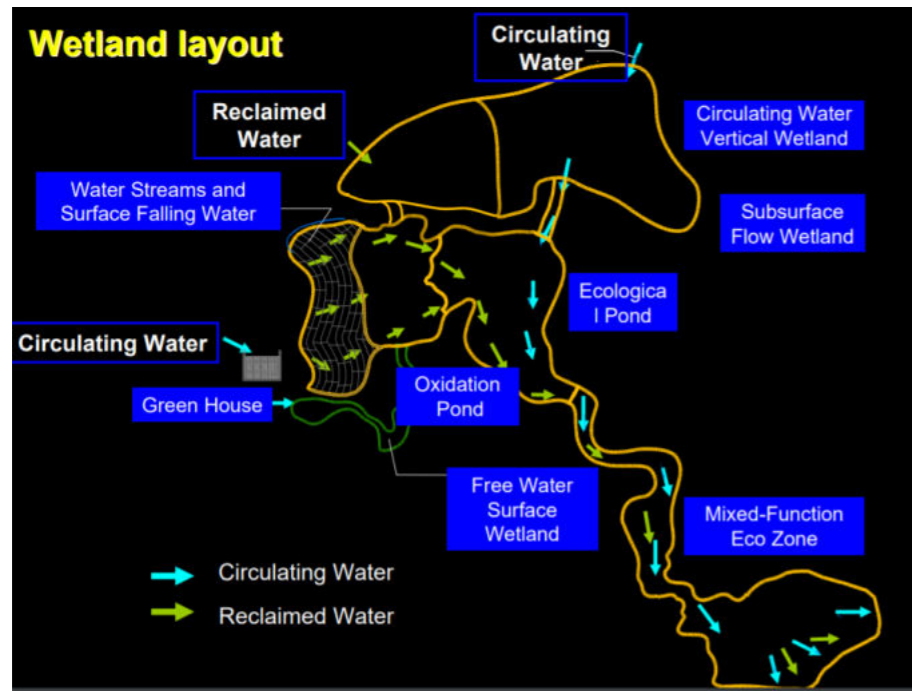 Wetland layout
Circulating
Water
Reclaimed
Water
Circulating Water
Vertical Wetland
Water Streams and
Surface Falling Water
Subsurface
Flow Wetland
Ecologica
l Pond
Circulating Water
Green House
Oxidation
Pond
Free Water
Surface
Wetland
Mixed-Function
Eco Zone
Circulating Water
Reclaimed Water